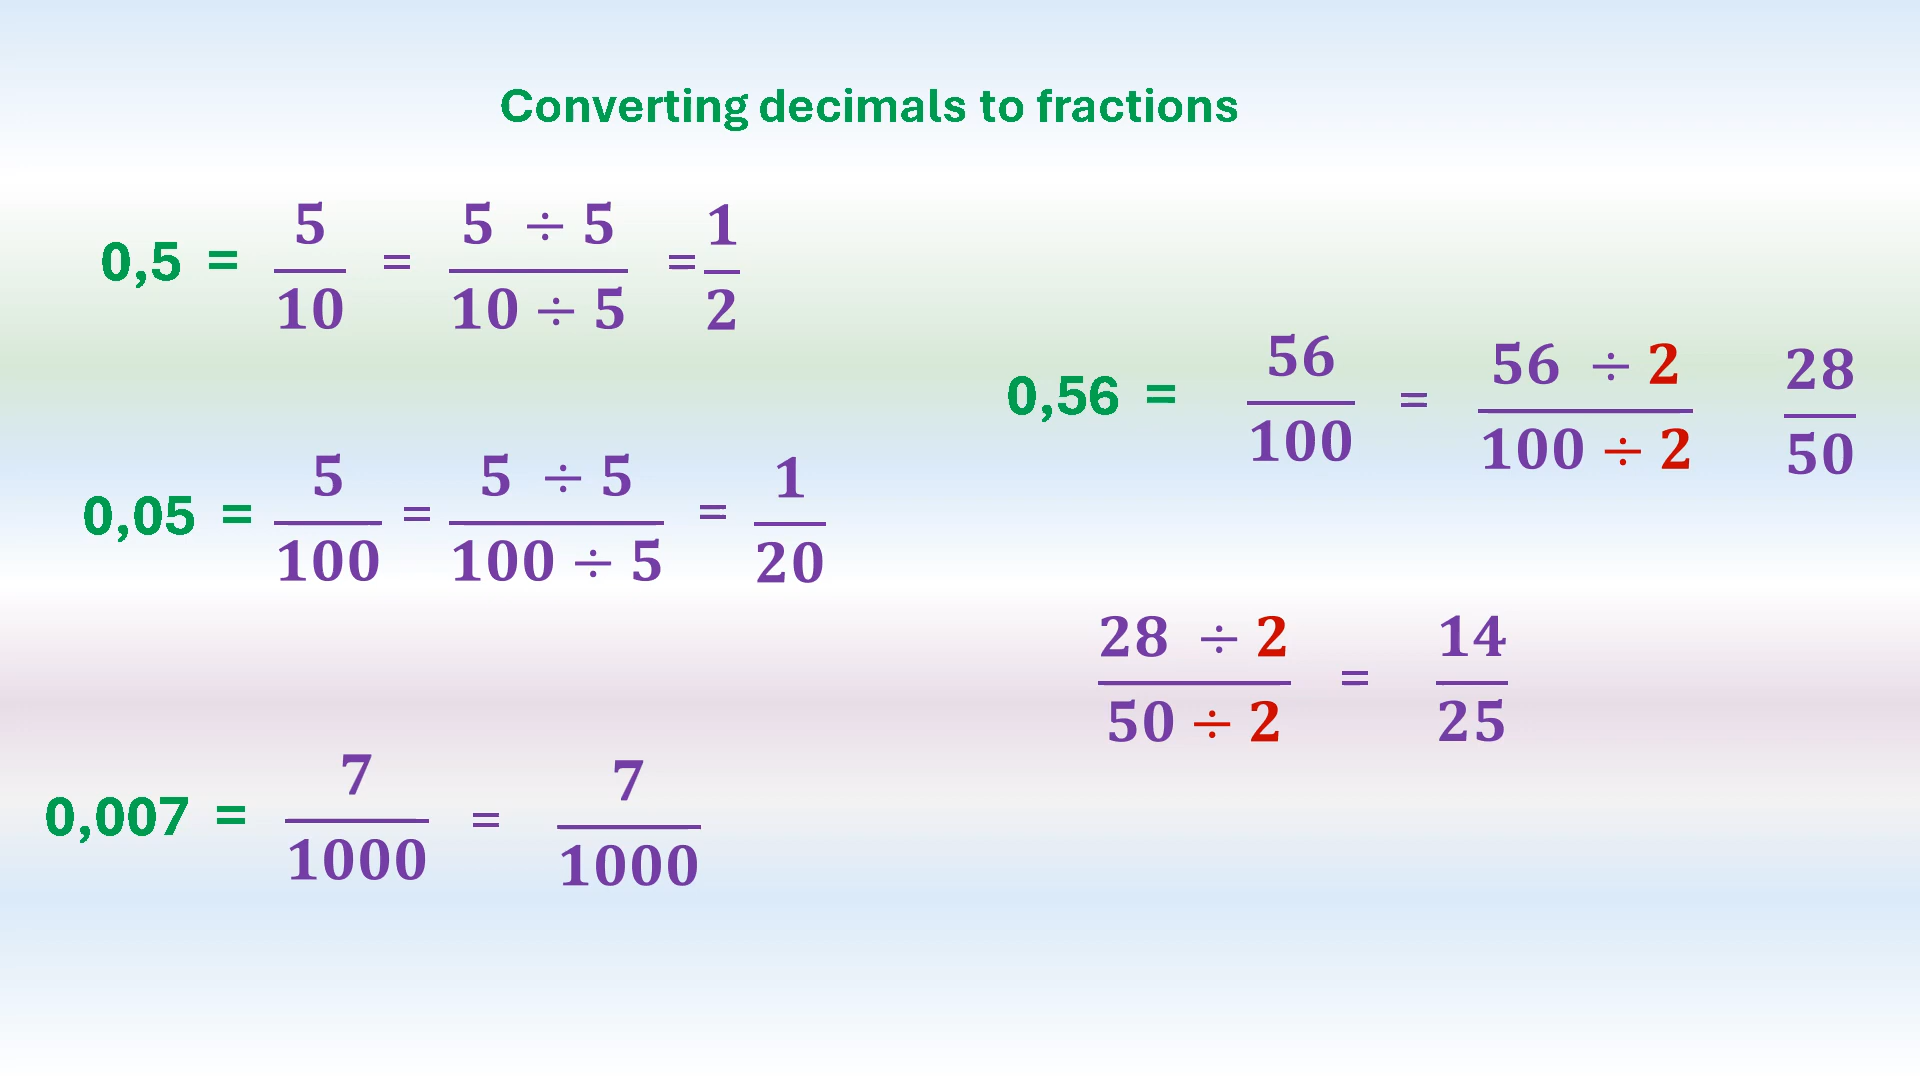 Converting decimals to fractions
0,5 = 5/10 = 5 ÷ 5/10 ÷ 5 = 1/2
0,05 = 5/100 = 5 ÷ 5/100 ÷ 5 = 1/20
0,007 = 7/1000 = 7/1000
0,56 = 56/100 = 56 ÷ 2/100 ÷ 2 28/50
28 ÷ 2/50 ÷ 2 = 14/25